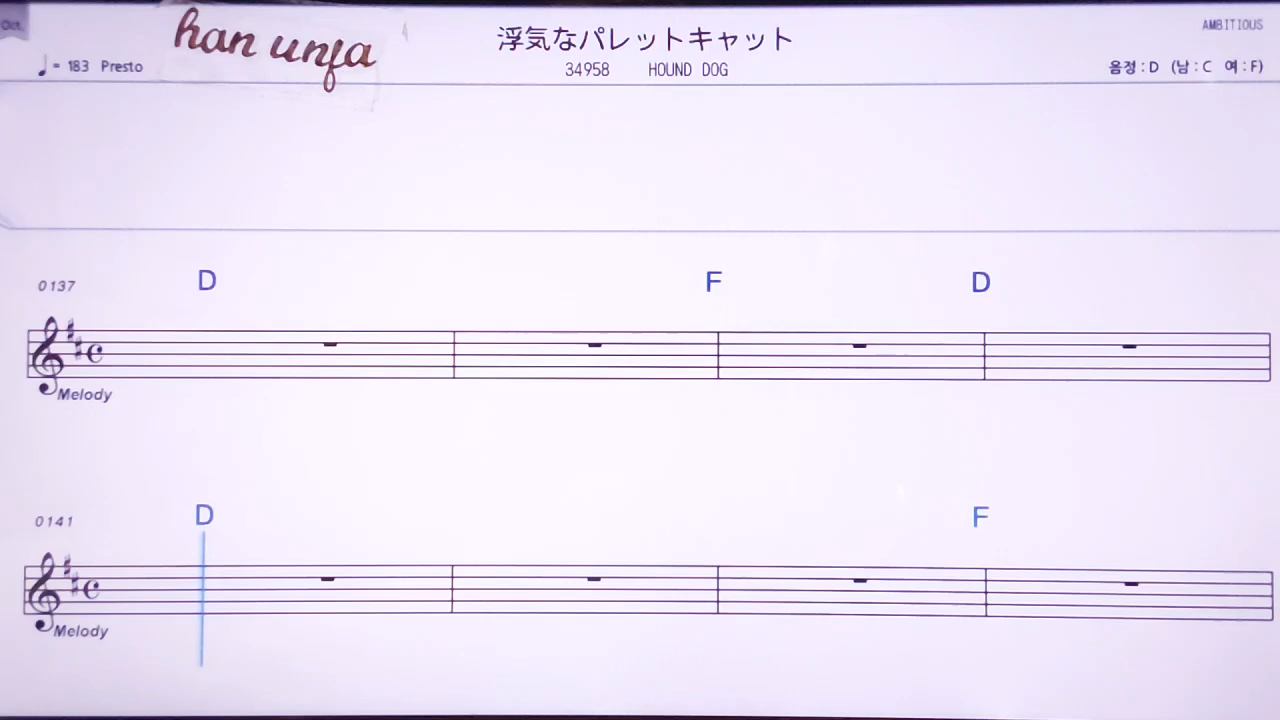 Oct.
han unfa
浮気なパレットキャット
AMBITIOUS
♩= 183 Presto
34958 HOUND DOG
음정 : D (남 : C 여 : F)
0137 D F D
Melody
0141 D F
Melody